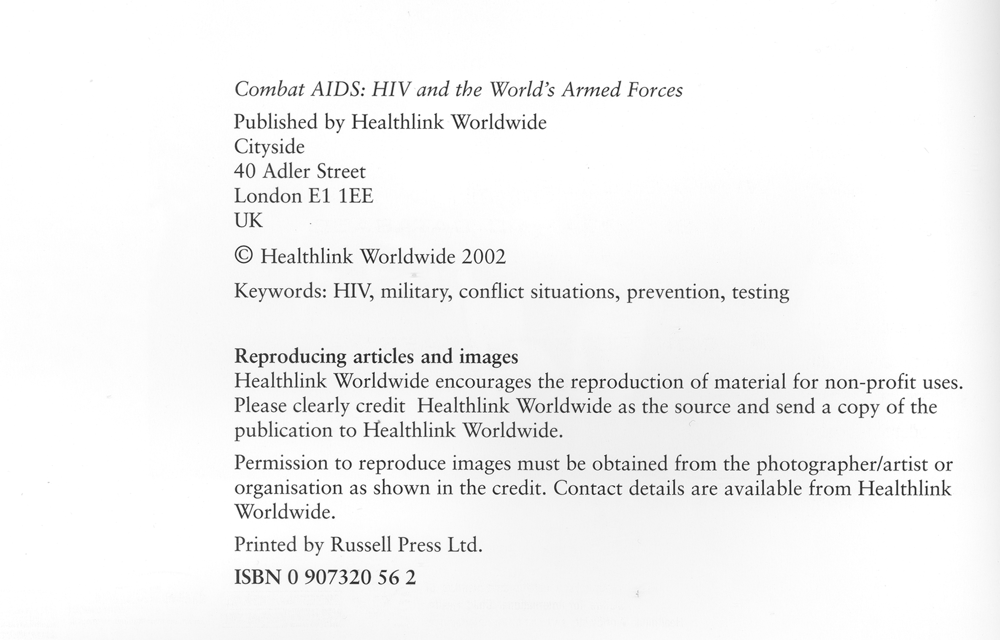 Combat AIDS: HIV and the World's Armed Forces
Published by Healthlink Worldwide
Cityside
40 Adler Street
London E1 1EE
UK
© Healthlink Worldwide 2002
Keywords: HIV, military, conflict situations, prevention, testing
Reproducing articles and images
Healthlink Worldwide encourages the reproduction of material for non-profit uses.
Please clearly credit  Healthlink Worldwide as the source and send a copy of the
publication to Healthlink Worldwide.
Permission to reproduce images must be obtained from the photographer/artist or
organisation as shown in the credit. Contact details are available from Healthlink
Worldwide.
Printed by Russell Press Ltd.
ISBN 0 907320 56 2